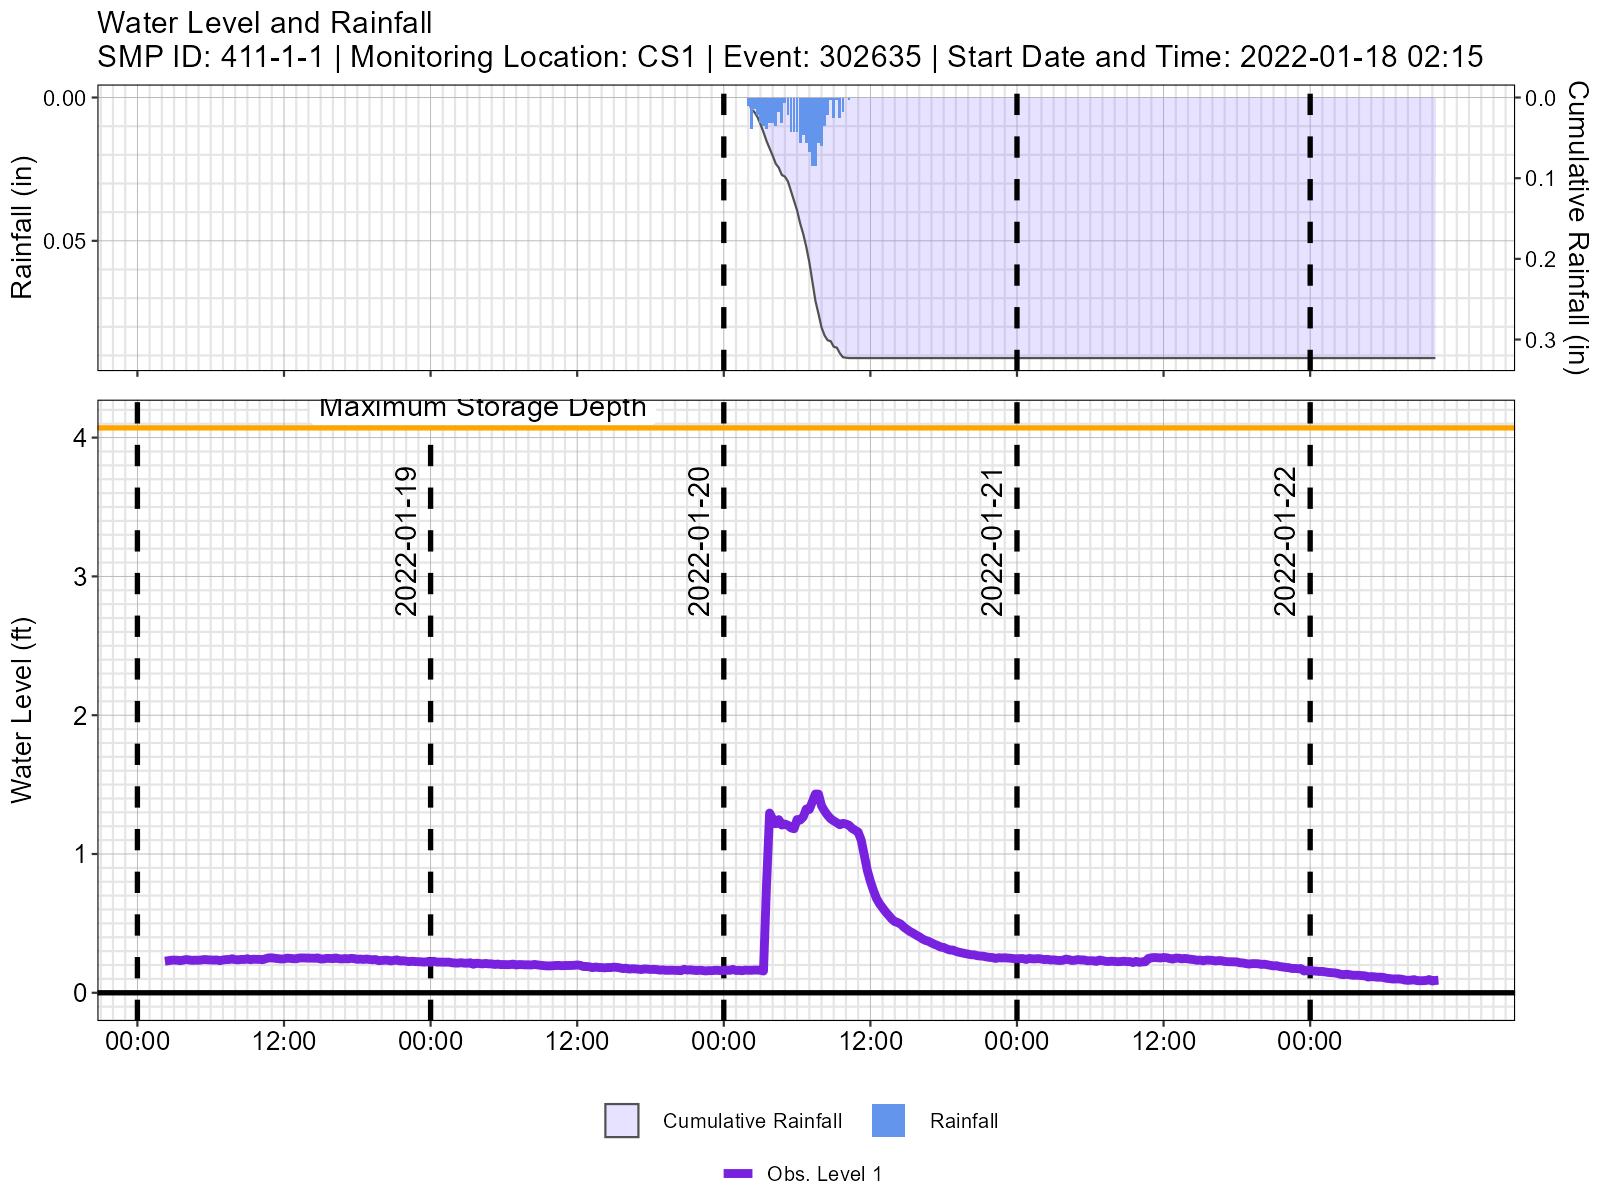 Water Level and Rainfall
SMP ID: 411-1-1 | Monitoring Location: CS1 | Event: 302635 | Start Date and Time: 2022-01-18 02:15
0.00
0.05
Rainfall (in)
0.0
0.1
0.2
0.3
Cumulative Rainfall (in)
Maximum Storage Depth
4
3
2
1
0
Water Level (ft)
2022-01-19
2022-01-20
2022-01-21
2022-01-22
00:00 12:00 00:00 12:00 00:00 12:00 00:00 12:00 00:00
Cumulative Rainfall Rainfall
Obs. Level 1